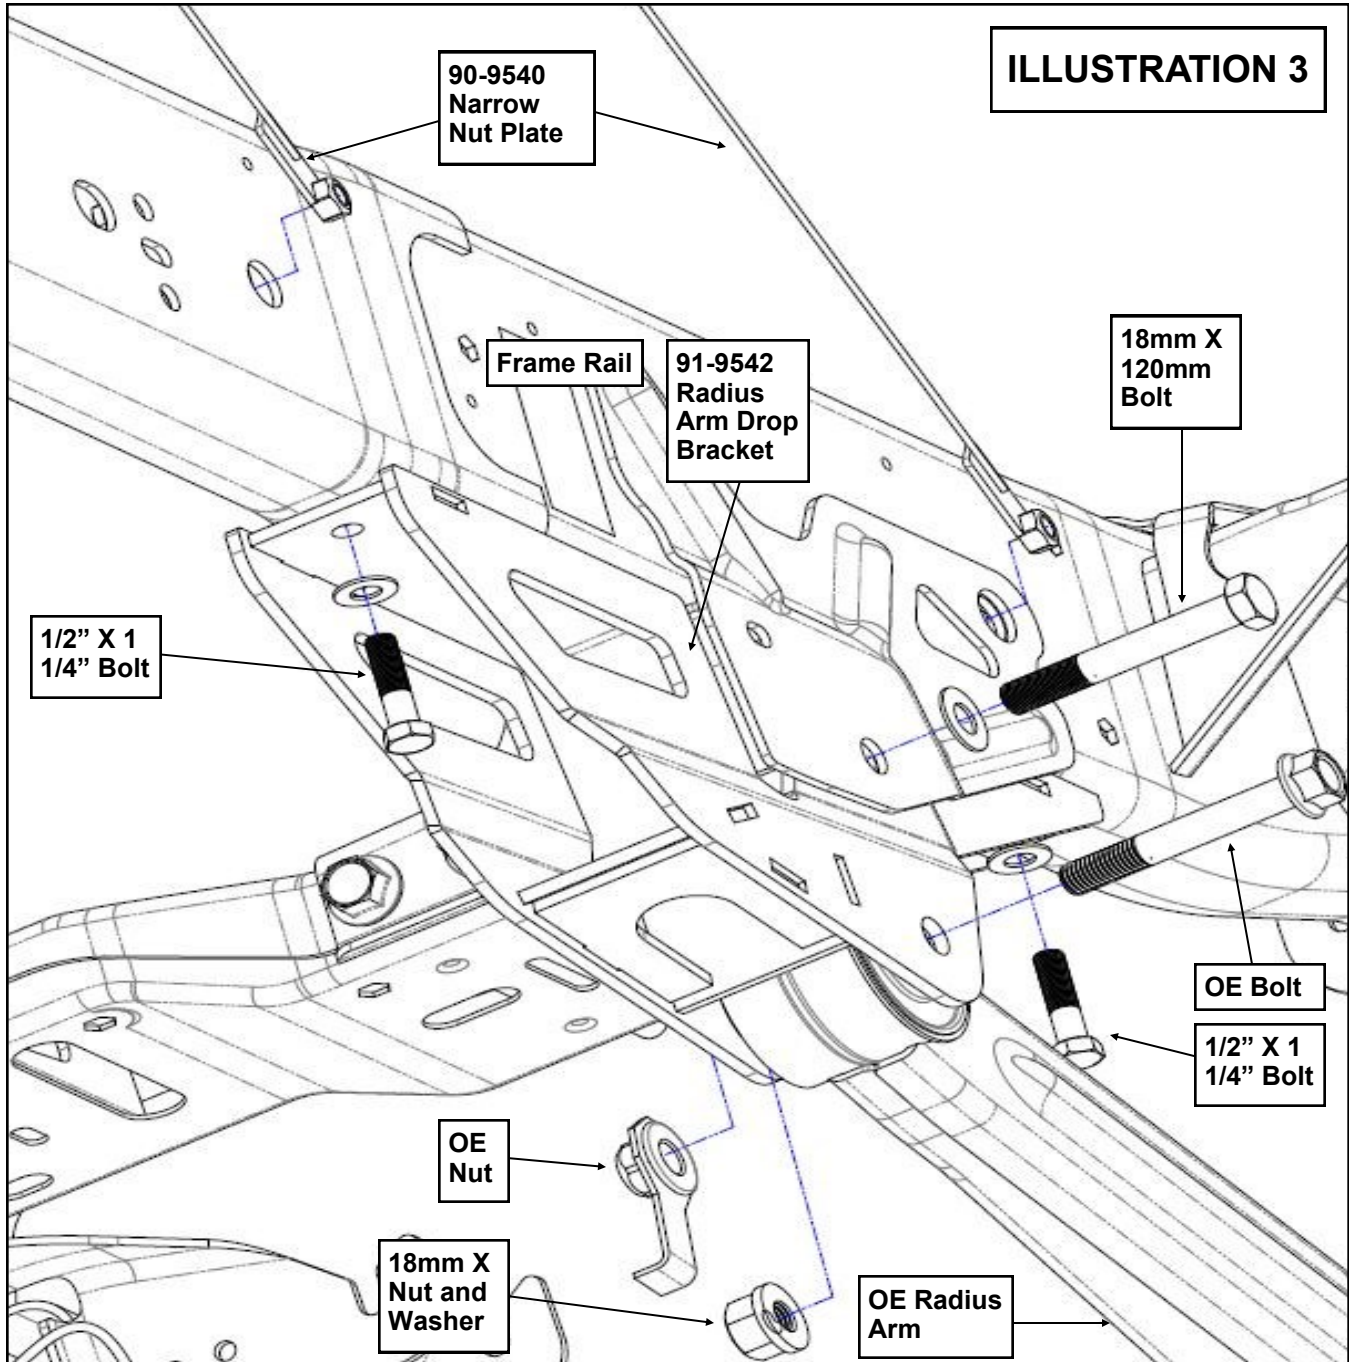 ILLUSTRATION 3
90-9540
Narrow
Nut Plate
Frame Rail
91-9542
Radius
Arm Drop
Bracket
18mm X
120mm
Bolt
1/2” X 1
1/4” Bolt
OE Bolt
1/2” X 1
1/4” Bolt
OE
Nut
18mm X
Nut and
Washer
OE Radius
Arm